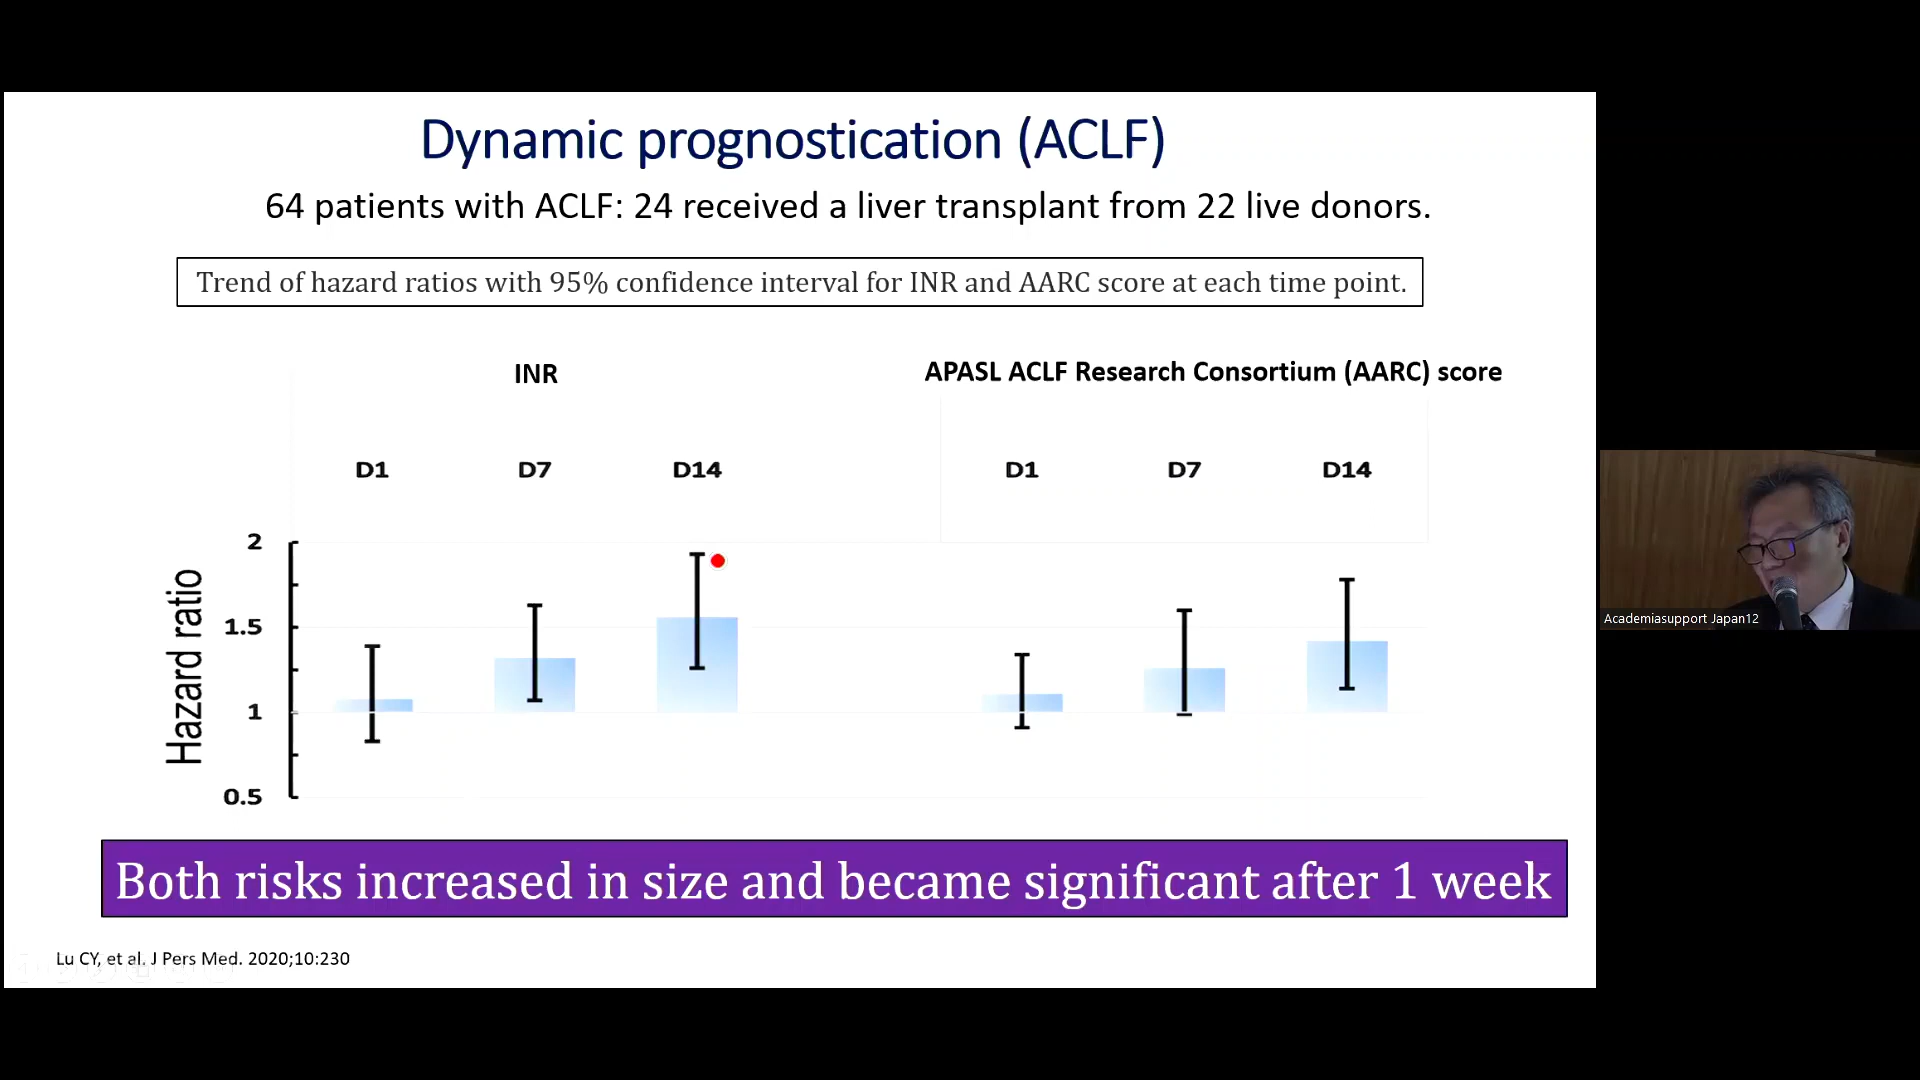 Dynamic prognostication (ACLF)
64 patients with ACLF: 24 received a liver transplant from 22 live donors.
Trend of hazard ratios with 95% confidence interval for INR and AARC score at each time point.
INR
APASL ACLF Research Consortium (AARC) score
D1 D7 D14
D1 D7 D14
Hazard ratio
2
1.5
1
0.5
Both risks increased in size and became significant after 1 week
Lu CY, et al. J Pers Med. 2020;10:230
Academiasupport Japan12